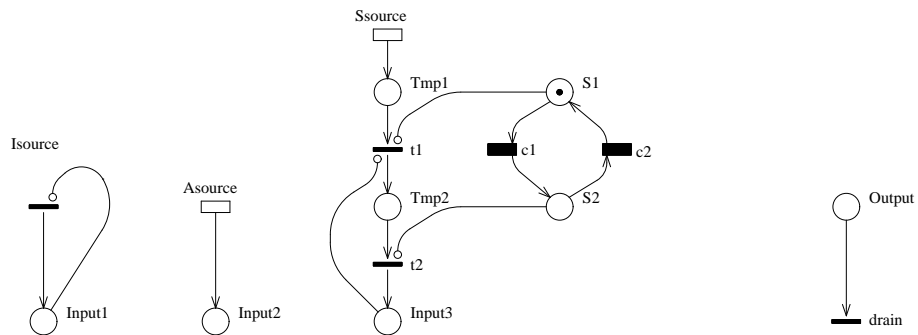 Ssource
Tmp1
S1
Isource
t1
c1
c2
Asource
Tmp2
S2
Output
t2
Input1
Input2
Input3
drain